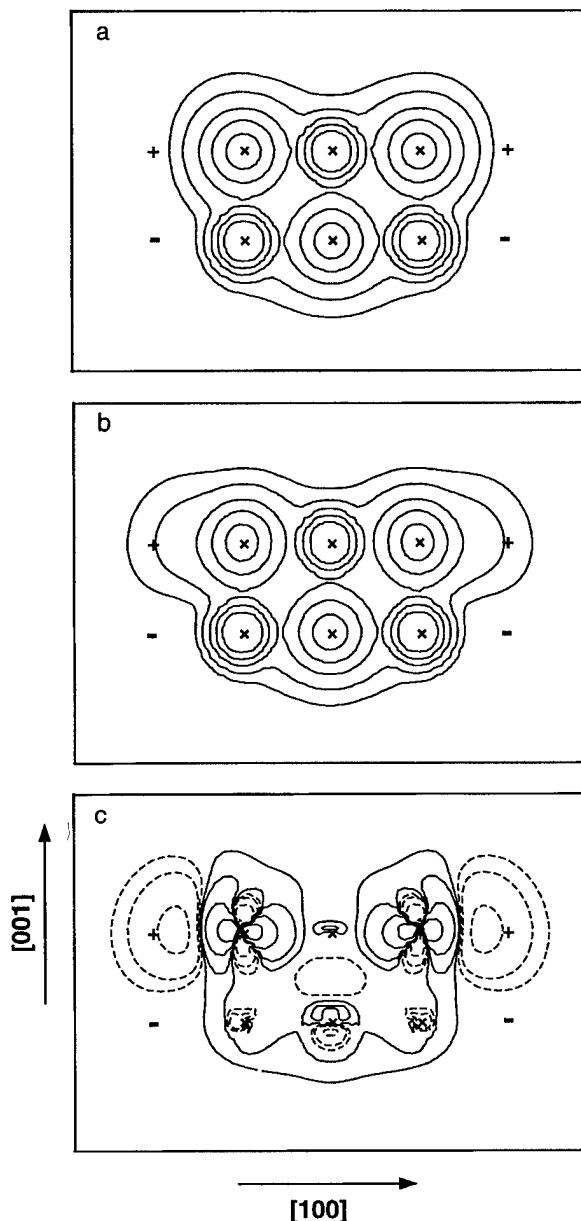 a
+ × × × +
- × × × -
b
+ × × × +
- × × × -
c
+ × × × +
- × × × -
[001]
[100]